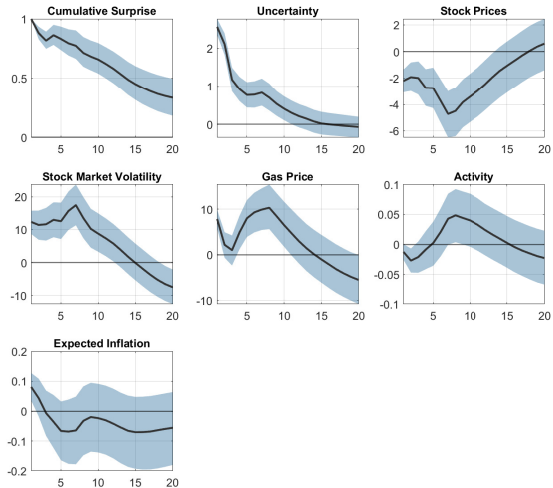 Cumulative Surprise
1
0.5
0
5 10 15 20
Uncertainty
2
1
0
5 10 15 20
Stock Prices
2
0
-2
-4
-6
5 10 15 20
Stock Market Volatility
20
10
0
-10
5 10 15 20
Gas Price
10
0
-10
5 10 15 20
Activity
0.1
0.05
0
-0.05
-0.1
5 10 15 20
Expected Inflation
0.2
0.1
0
-0.1
-0.2
5 10 15 20